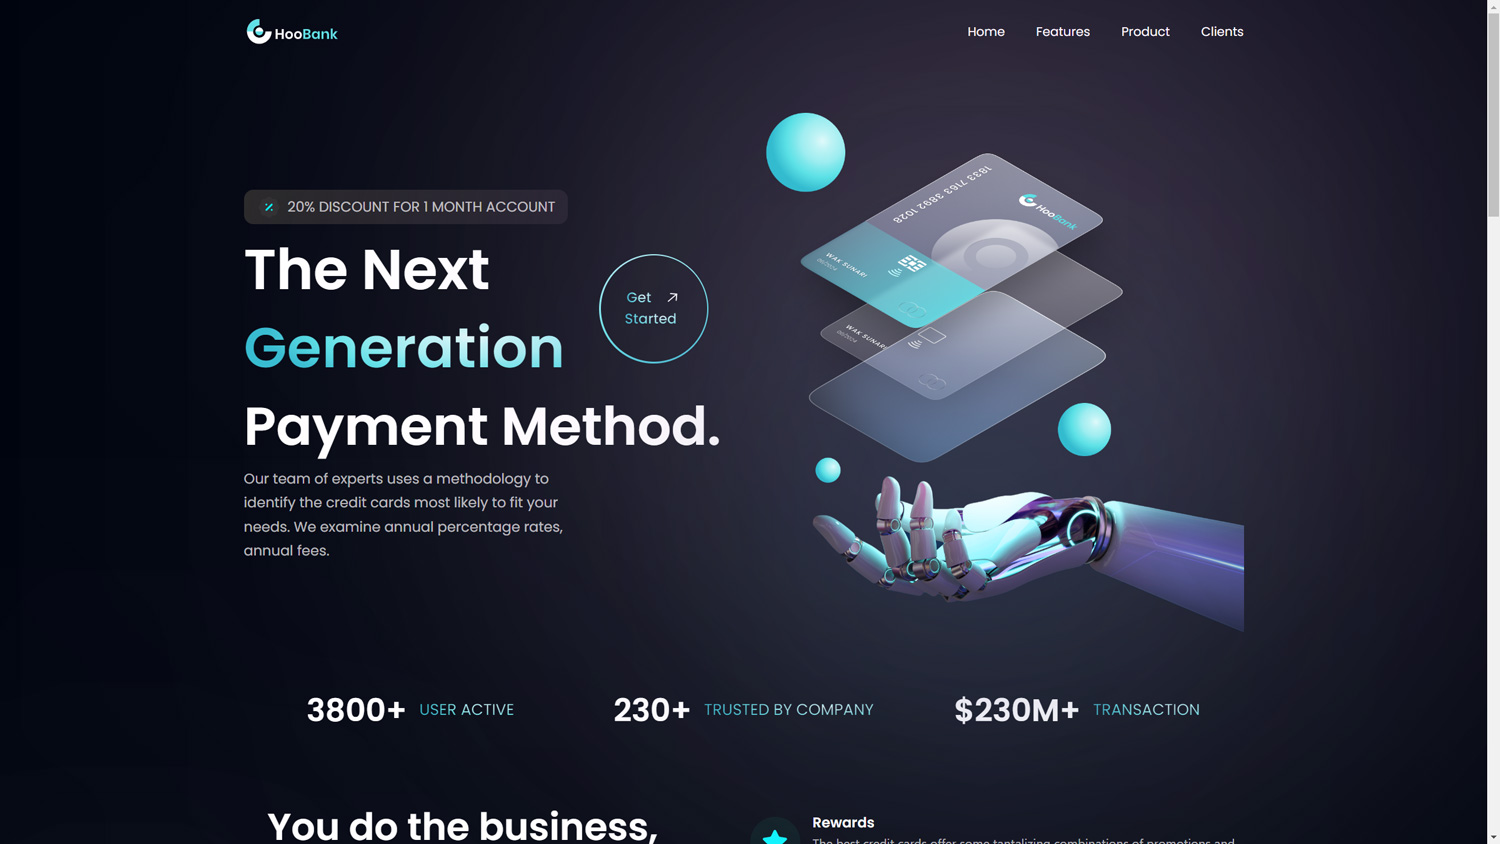 HooBank
Home
Features
Product
Clients
20% DISCOUNT FOR 1 MONTH ACCOUNT
The Next
Generation
Payment Method.
Get
Started
Our team of experts uses a methodology to
identify the credit cards most likely to fit your
needs. We examine annual percentage rates,
annual fees.
1833 7163 3892 1028
HooBank
WAK SUNARI
WAK SUNARI
3800+ USER ACTIVE
230+ TRUSTED BY COMPANY
$230M+ TRANSACTION
You do the business,
Rewards
The best credit cards offer some tantalizing combinations of promotions and